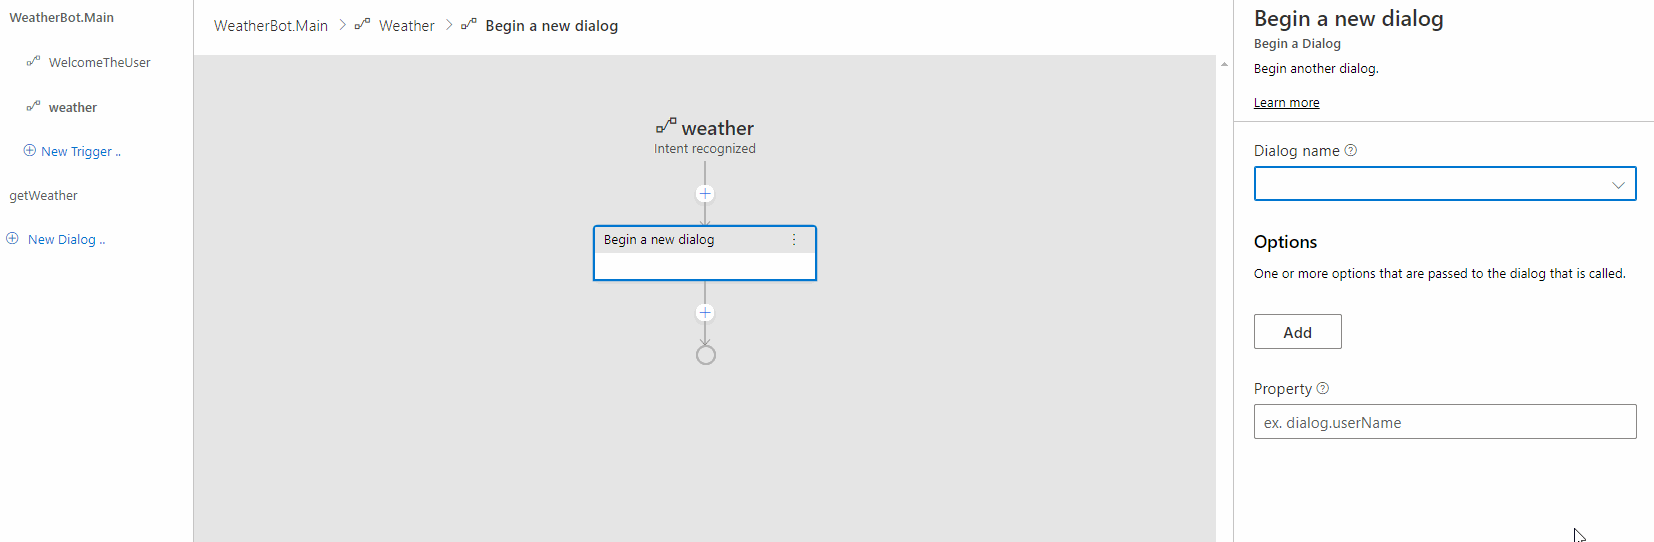 WeatherBot.Main
WelcomeTheUser
weather
New Trigger ..
getWeather
New Dialog ..
WeatherBot.Main > Weather > Begin a new dialog
weather
Intent recognized
Begin a new dialog
Begin a new dialog
Begin a Dialog
Begin another dialog.
Learn more
Dialog name
Options
One or more options that are passed to the dialog that is called.
Add
Property
ex. dialog.userName